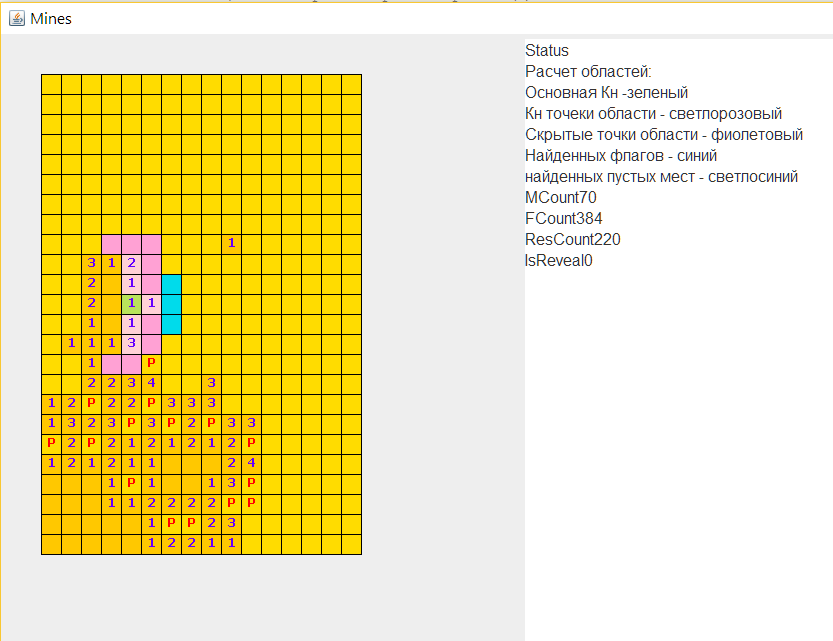 Mines
Status
Расчет областей:
Основная Кн -зеленый
Кн точеки области - светлорозовый
Скрытые точки области - фиолетовый
Найденных флагов - синий
найденных пустых мест - светлосиний
MCount70
FCount384
ResCount220
IsReveal0
1
3 1 2
2 1
2 1 1
1 1
1 1 1 3
1 P
2 2 3 4 3
1 2 P 2 2 P 3 3 3
1 3 2 3 P 3 P 2 P 3 3
P 2 P 2 1 2 1 2 1 2 P
1 2 1 2 1 1 2 4
1 P 1 1 3 P
1 1 2 2 2 2 P P
1 P P 2 3
1 2 2 1 1